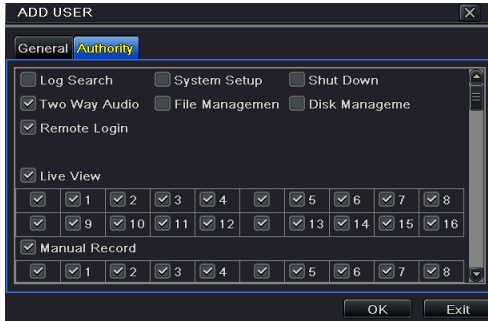 ADD USER
General Authority
Log Search System Setup Shut Down
Two Way Audio File Managemen Disk Manageme
Remote Login
Live View
1 2 3 4 5 6 7 8
9 10 11 12 13 14 15 16
Manual Record
1 2 3 4 5 6 7 8
OK Exit